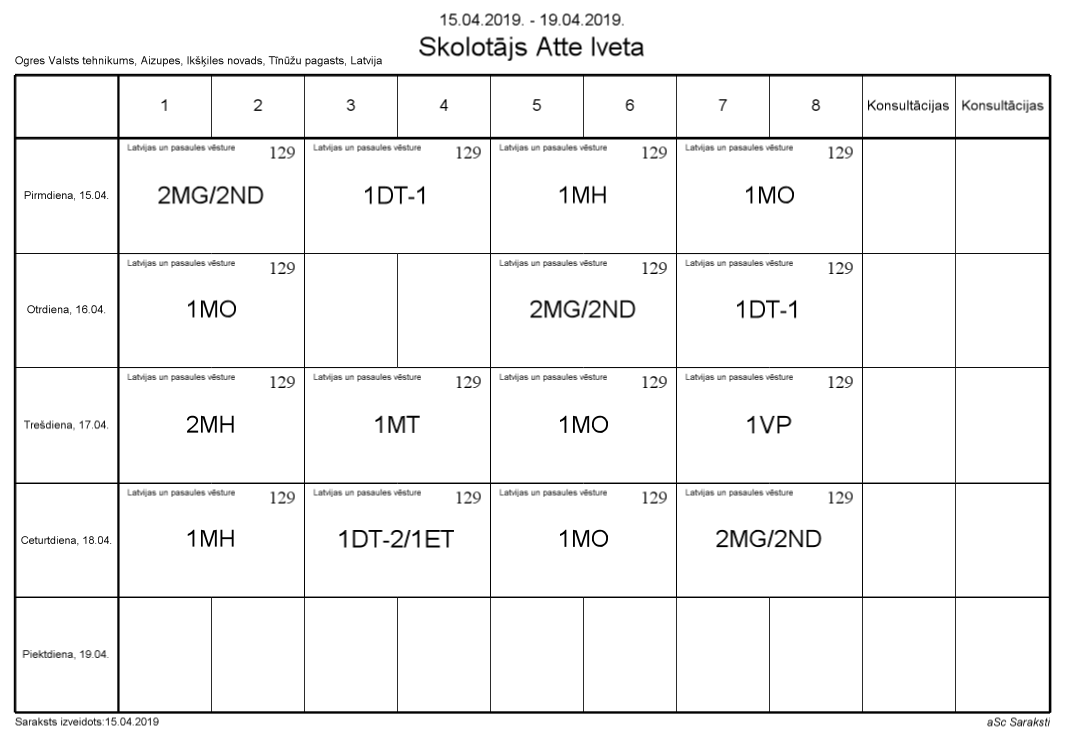 15.04.2019. - 19.04.2019.
Skolotājs Atte Iveta
Ogres Valsts tehnikums, Aizupes, Ikšķiles novads, Tīnūžu pagasts, Latvija
1 2 3 4 5 6 7 8 Konsultācijas Konsultācijas
Latvijas un pasaules vēsture 129 Latvijas un pasaules vēsture 129 Latvijas un pasaules vēsture 129 Latvijas un pasaules vēsture 129
Pirmdiena, 15.04. 2MG/2ND 1DT-1 1MH 1MO
Latvijas un pasaules vēsture 129 Latvijas un pasaules vēsture 129 Latvijas un pasaules vēsture 129
Otrdiena, 16.04. 1MO 2MG/2ND 1DT-1
Latvijas un pasaules vēsture 129 Latvijas un pasaules vēsture 129 Latvijas un pasaules vēsture 129 Latvijas un pasaules vēsture 129
Trešdiena, 17.04. 2MH 1MT 1MO 1VP
Latvijas un pasaules vēsture 129 Latvijas un pasaules vēsture 129 Latvijas un pasaules vēsture 129 Latvijas un pasaules vēsture 129
Ceturtdiena, 18.04. 1MH 1DT-2/1ET 1MO 2MG/2ND
Piektdiena, 19.04.
Saraksts izveidots:15.04.2019 aSc Saraksti